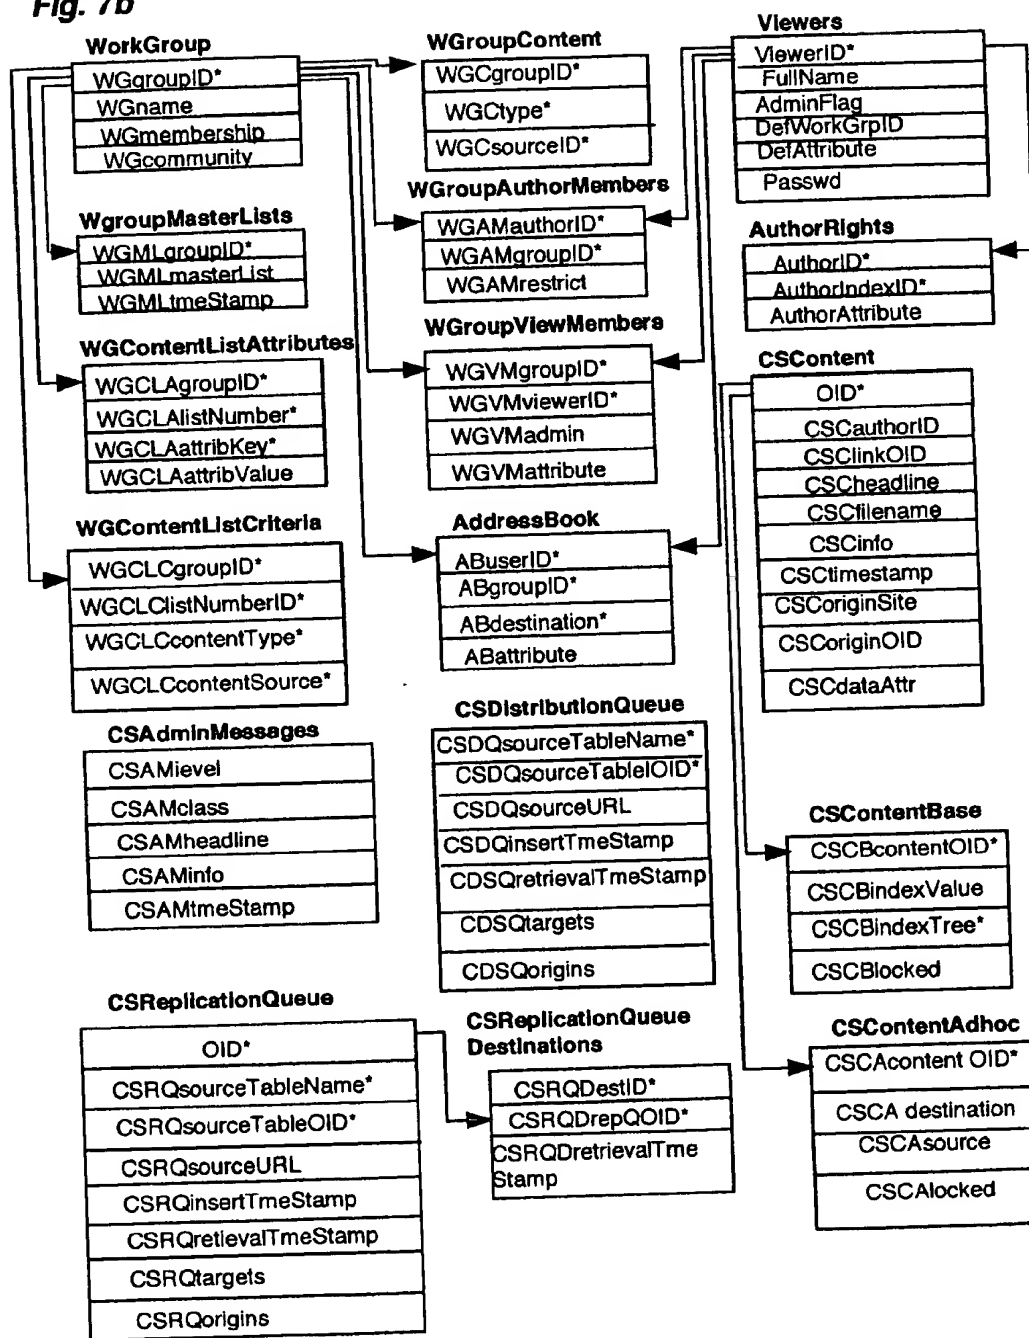 Fig. 7b
WorkGroup
WGgroupID*
WGname
WGmembership
WGcommunity
WgroupMasterLists
WGMLgroupID*
WGMLmasterList
WGMLtmeStamp
WGContentListAttributes
WGCLAgroupID*
WGCLAlistNumber*
WGCLAattribKey*
WGCLAattribValue
WGContentListCriteria
WGCLCgroupID*
WGCLClistNumberID*
WGCLCcontentType*
WGCLCcontentSource*
CSAdminMessages
CSAMlevel
CSAMclass
CSAMheadline
CSAMinfo
CSAMtmeStamp
WGroupContent
WGCgroupID*
WGCtype*
WGCsourceID*
WGroupAuthorMembers
WGAMauthorID*
WGAMgroupID*
WGAMrestrict
WGroupViewMembers
WGVMgroupID*
WGVMviewerID*
WGVMadmin
WGVMattribute
AddressBook
ABuserID*
ABgroupID*
ABdestination*
ABattribute
CSDistributionQueue
CSDQsourceTableName*
CSDQsourceTablelOID*
CSDQsourceURL
CSDQinsertTmeStamp
CDSQretrievalTmeStamp
CDSQtargets
CDSQorigins
Viewers
ViewerID*
FullName
AdminFlag
DefWorkGrpID
DefAttribute
Passwd
AuthorRights
AuthorID*
AuthorIndexID*
AuthorAttribute
CSContent
OID*
CSCauthorID
CSClinkOID
CSCheadline
CSCfilename
CSCinfo
CSCtimestamp
CSCoriginSite
CSCoriginOID
CSCdataAttr
CSContentBase
CSCBcontentOID*
CSCBindexValue
CSCBindexTree*
CSCBlocked
CSReplicationQueue
OID*
CSRQsourceTableName*
CSRQsourceTableOID*
CSRQsourceURL
CSRQinsertTmeStamp
CSRQretievalTmeStamp
CSRQtargets
CSRQorigins
CSReplicationQueue
Destinations
CSRQDestID*
CSRQDrepQOID*
CSRQDretrievalTme
Stamp
CSContentAdhoc
CSCAcontent OID*
CSCA destination
CSCAsource
CSCAlocked